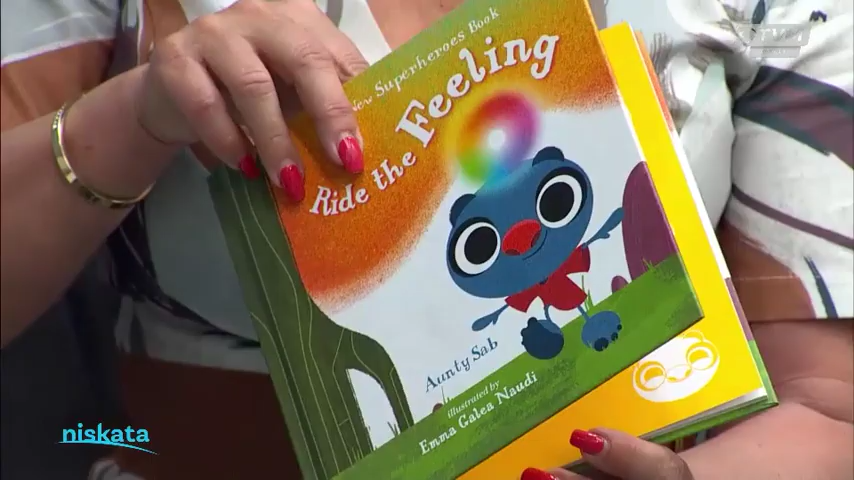 New Superheroes Book
Ride the Feeling
Aunty Sab
illustrated by
Emma Galea Naudi
niskata